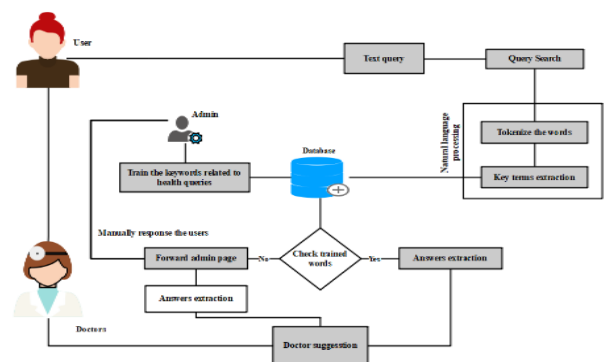 User
Text query
Query Search
Admin
Database
Natural language
processing
Tokenize the words
Train the keywords related to
health queries
Key terms extraction
Manually response the users
Forward admin page
No
Check trained
words
Yes
Answers extraction
Answers extraction
Doctors
Doctor suggesstion